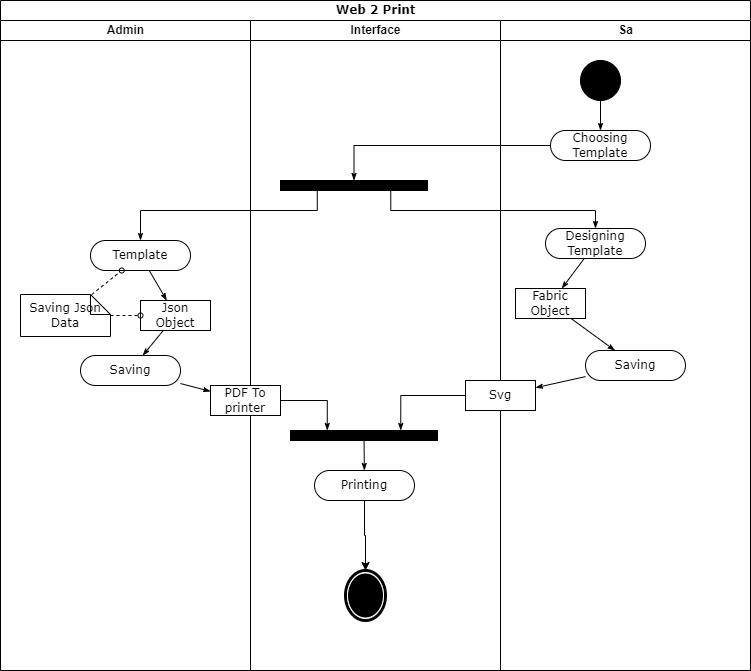 Web 2 Print
Admin
Interface
Sa
Choosing
Template
Template
Designing
Template
Saving Json
Data
Json
Object
Fabric
Object
Saving
Saving
PDF To
printer
Svg
Printing